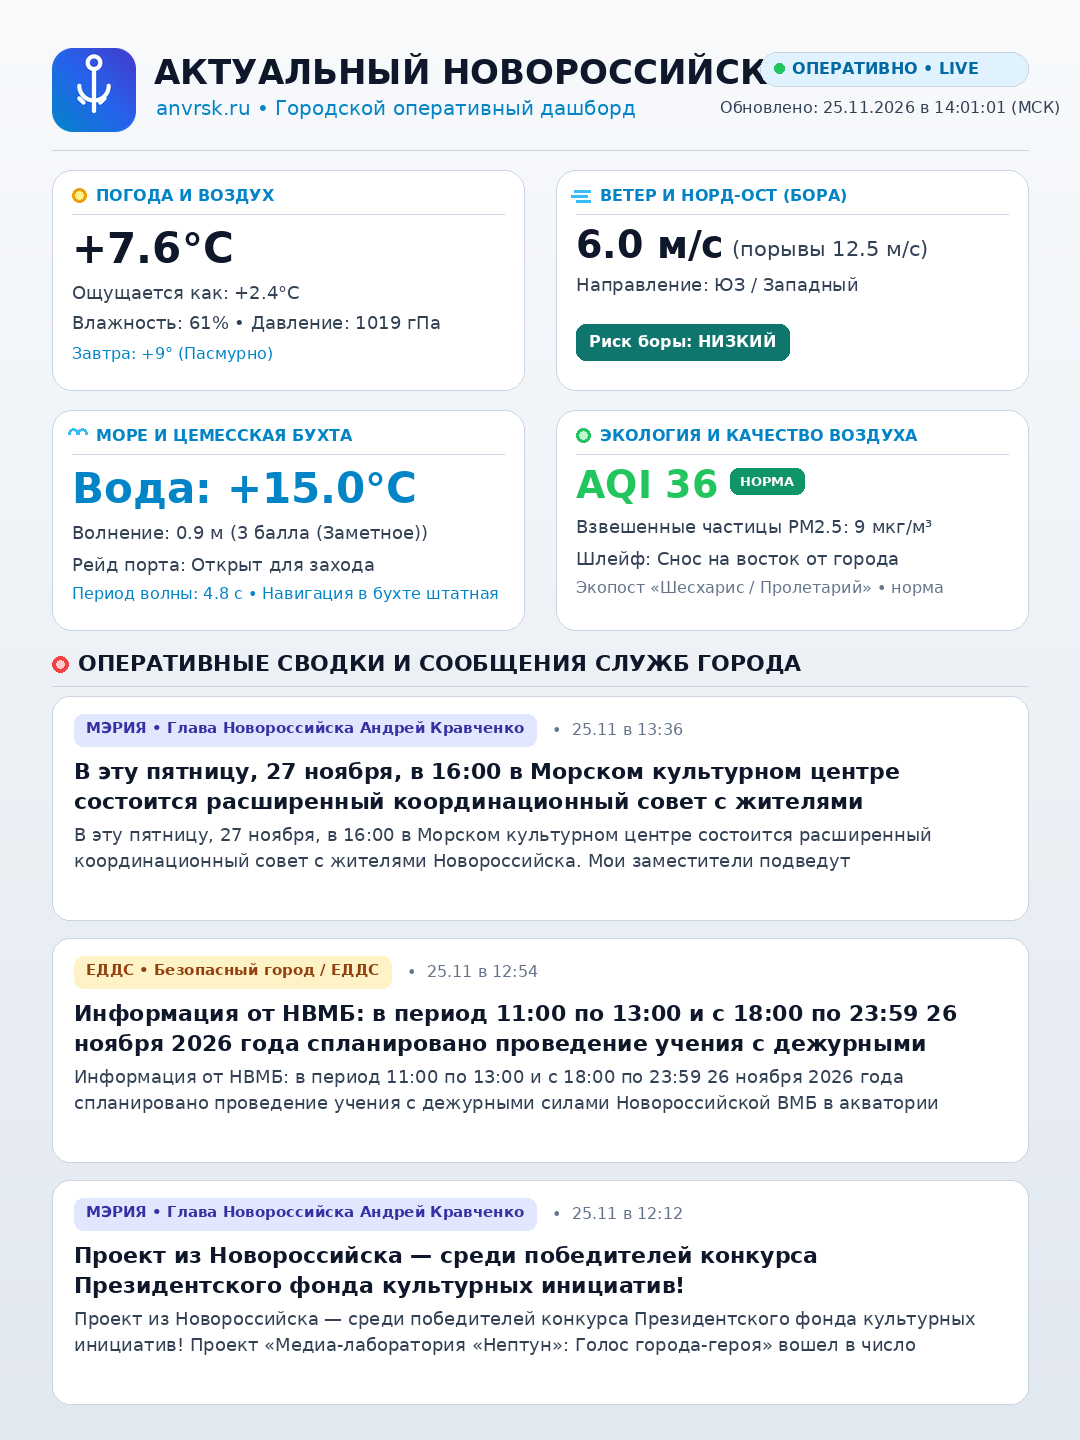 АКТУАЛЬНЫЙ НОВОРОССИЙСК
ОПЕРАТИВНО • LIVE
anvrsk.ru • Городской оперативный дашборд
Обновлено: 25.11.2026 в 14:01:01 (МСК)
ПОГОДА И ВОЗДУХ
+7.6°C
Ощущается как: +2.4°C
Влажность: 61% • Давление: 1019 гПа
Завтра: +9° (Пасмурно)
ВЕТЕР И НОРД-ОСТ (БОРА)
6.0 м/с (порывы 12.5 м/с)
Направление: ЮЗ / Западный
Риск боры: НИЗКИЙ
МОРЕ И ЦЕМЕССКАЯ БУХТА
Вода: +15.0°C
Волнение: 0.9 м (3 балла (Заметное))
Рейд порта: Открыт для захода
Период волны: 4.8 с • Навигация в бухте штатная
ЭКОЛОГИЯ И КАЧЕСТВО ВОЗДУХА
AQI 36 НОРМА
Взвешенные частицы PM2.5: 9 мкг/м³
Шлейф: Снос на восток от города
Экопост «Шесхарис / Пролетарий» • норма
ОПЕРАТИВНЫЕ СВОДКИ И СООБЩЕНИЯ СЛУЖБ ГОРОДА
МЭРИЯ • Глава Новороссийска Андрей Кравченко • 25.11 в 13:36
В эту пятницу, 27 ноября, в 16:00 в Морском культурном центре
состоится расширенный координационный совет с жителями
В эту пятницу, 27 ноября, в 16:00 в Морском культурном центре состоится расширенный
координационный совет с жителями Новороссийска. Мои заместители подведут
ЕДДС • Безопасный город / ЕДДС • 25.11 в 12:54
Информация от НВМБ: в период 11:00 по 13:00 и с 18:00 по 23:59 26
ноября 2026 года спланировано проведение учения с дежурными
Информация от НВМБ: в период 11:00 по 13:00 и с 18:00 по 23:59 26 ноября 2026 года
спланировано проведение учения с дежурными силами Новороссийской ВМБ в акватории
МЭРИЯ • Глава Новороссийска Андрей Кравченко • 25.11 в 12:12
Проект из Новороссийска — среди победителей конкурса
Президентского фонда культурных инициатив!
Проект из Новороссийска — среди победителей конкурса Президентского фонда культурных
инициатив! Проект «Медиа-лаборатория «Нептун»: Голос города-героя» вошел в число